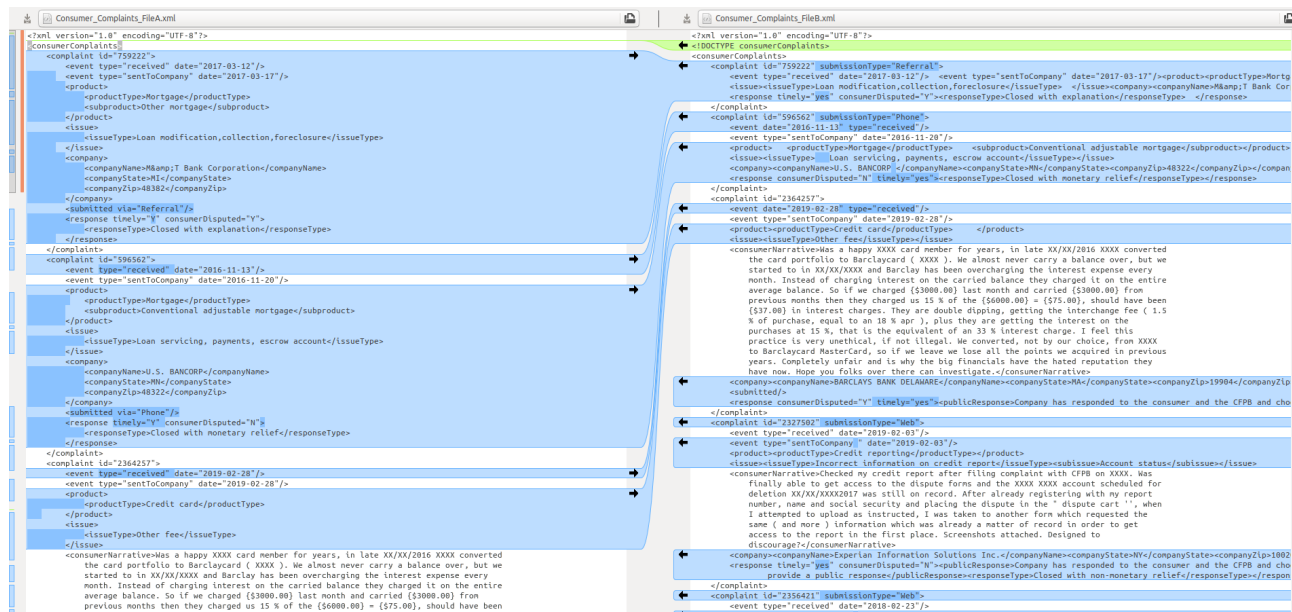 Consumer_Complaints_FileA.xml
<?xml version="1.0" encoding="UTF-8"?>
<consumerComplaints>
<complaint id="759222">
<event type="received" date="2017-03-12"/>
<event type="sentToCompany" date="2017-03-17"/>
<product>
<productType>Mortgage</productType>
<subproduct>Other mortgage</subproduct>
</product>
<issue>
<issueType>Loan modification,collection,foreclosure</issueType>
</issue>
<company>
<companyName>M&amp;T Bank Corporation</companyName>
<companyState>MI</companyState>
<companyZip>48382</companyZip>
</company>
<submitted via="Referral"/>
<response timely="Y" consumerDisputed="Y">
<responseType>Closed with explanation</responseType>
</response>
</complaint>
<complaint id="596562">
<event type="received" date="2016-11-13"/>
<event type="sentToCompany" date="2016-11-20"/>
<product>
<productType>Mortgage</productType>
<subproduct>Conventional adjustable mortgage</subproduct>
</product>
<issue>
<issueType>Loan servicing, payments, escrow account</issueType>
</issue>
<company>
<companyName>U.S. BANCORP</companyName>
<companyState>MN</companyState>
<companyZip>48322</companyZip>
</company>
<submitted via="Phone"/>
<response timely="Y" consumerDisputed="N">
<responseType>Closed with monetary relief</responseType>
</response>
</complaint>
<complaint id="2364257">
<event type="received" date="2019-02-28"/>
<event type="sentToCompany" date="2019-02-28"/>
<product>
<productType>Credit card</productType>
</product>
<issue>
<issueType>Other fee</issueType>
</issue>
<consumerNarrative>Was a happy XXXX card member for years, in late XX/XX/2016 XXXX converted
the card portfolio to Barclaycard ( XXXX ). We almost never carry a balance over, but we
started to in XX/XX/XXXX and Barclay has been overcharging the interest expense every
month. Instead of charging interest on the carried balance they charged it on the entire
average balance. So if we charged {$3000.00} last month and carried {$3000.00} from
previous months then they charged us 15 % of the {$6000.00} = {$75.00}, should have been
Consumer_Complaints_FileB.xml
<?xml version="1.0" encoding="UTF-8"?>
<!DOCTYPE consumerComplaints>
<consumerComplaints>
<complaint id="759222" submissionType="Referral">
<event type="received" date="2017-03-12"/> <event type="sentToCompany" date="2017-03-17"/><product><productType>Mortg
<issue><issueType>Loan modification,collection,foreclosure</issueType> </issue><company><companyName>M&amp;T Bank Cor
<response timely="yes" consumerDisputed="Y"><responseType>Closed with explanation</responseType> </response>
</complaint>
<complaint id="596562" submissionType="Phone">
<event date="2016-11-13" type="received"/>
<event type="sentToCompany" date="2016-11-20"/>
<product> <productType>Mortgage</productType> <subproduct>Conventional adjustable mortgage</subproduct></product>
<issue><issueType> Loan servicing, payments, escrow account</issueType></issue>
<company><companyName>U.S. BANCORP </companyName><companyState>MN</companyState><companyZip>48322</companyZip></compan
<response consumerDisputed="N" timely="yes"><responseType>Closed with monetary relief</responseType></response>
</complaint>
<complaint id="2364257">
<event date="2019-02-28" type="received"/>
<event type="sentToCompany" date="2019-02-28"/>
<product><productType>Credit card</productType> </product>
<issue><issueType>Other fee</issueType></issue>
<consumerNarrative>Was a happy XXXX card member for years, in late XX/XX/2016 XXXX converted
the card portfolio to Barclaycard ( XXXX ). We almost never carry a balance over, but we
started to in XX/XX/XXXX and Barclay has been overcharging the interest expense every
month. Instead of charging interest on the carried balance they charged it on the entire
average balance. So if we charged {$3000.00} last month and carried {$3000.00} from
previous months then they charged us 15 % of the {$6000.00} = {$75.00}, should have been
{$37.00} in interest charges. They are double dipping, getting the interchange fee ( 1.5
% of purchase, equal to an 18 % apr ), plus they are getting the interest on the
purchases at 15 %, that is the equivalent of an 33 % interest charge. I feel this
practice is very unethical, if not illegal. We converted, not by our choice, from XXXX
to Barclaycard MasterCard, so if we leave we lose all the points we acquired in previous
years. Completely unfair and is why the big financials have the hated reputation they
have now. Hope you folks over there can investigate.</consumerNarrative>
<company><companyName>BARCLAYS BANK DELAWARE</companyName><companyState>MA</companyState><companyZip>19904</companyZip
<submitted/>
<response consumerDisputed="Y" timely="yes"><publicResponse>Company has responded to the consumer and the CFPB and cho
</complaint>
<complaint id="2327502" submissionType="Web">
<event type="received" date="2019-02-03"/>
<event type="sentToCompany " date="2019-02-03"/>
<product><productType>Credit reporting</productType></product>
<issue><issueType>Incorrect information on credit report</issueType><subissue>Account status</subissue></issue>
<consumerNarrative>Checked my credit report after filing complaint with CFPB on XXXX. Was
finally able to get access to the dispute forms and the XXXX XXXX account scheduled for
deletion XX/XX/XXXX2017 was still on record. After already registering with my report
number, name and social security and placing the dispute in the " dispute cart '', when
I attempted to upload as instructed, I was taken to another form which requested the
same ( and more ) information which was already a matter of record in order to get
access to the report in the first place. Screenshots attached. Designed to
discourage?</consumerNarrative>
<company><companyName>Experian Information Solutions Inc.</companyName><companyState>NY</companyState><companyZip>1002
<response timely="yes" consumerDisputed="N"><publicResponse>Company has responded to the consumer and the CFPB and cho
provide a public response</publicResponse><responseType>Closed with non-monetary relief</responseType></respon
</complaint>
<complaint id="2356421" submissionType="Web">
<event type="received" date="2018-02-23"/>